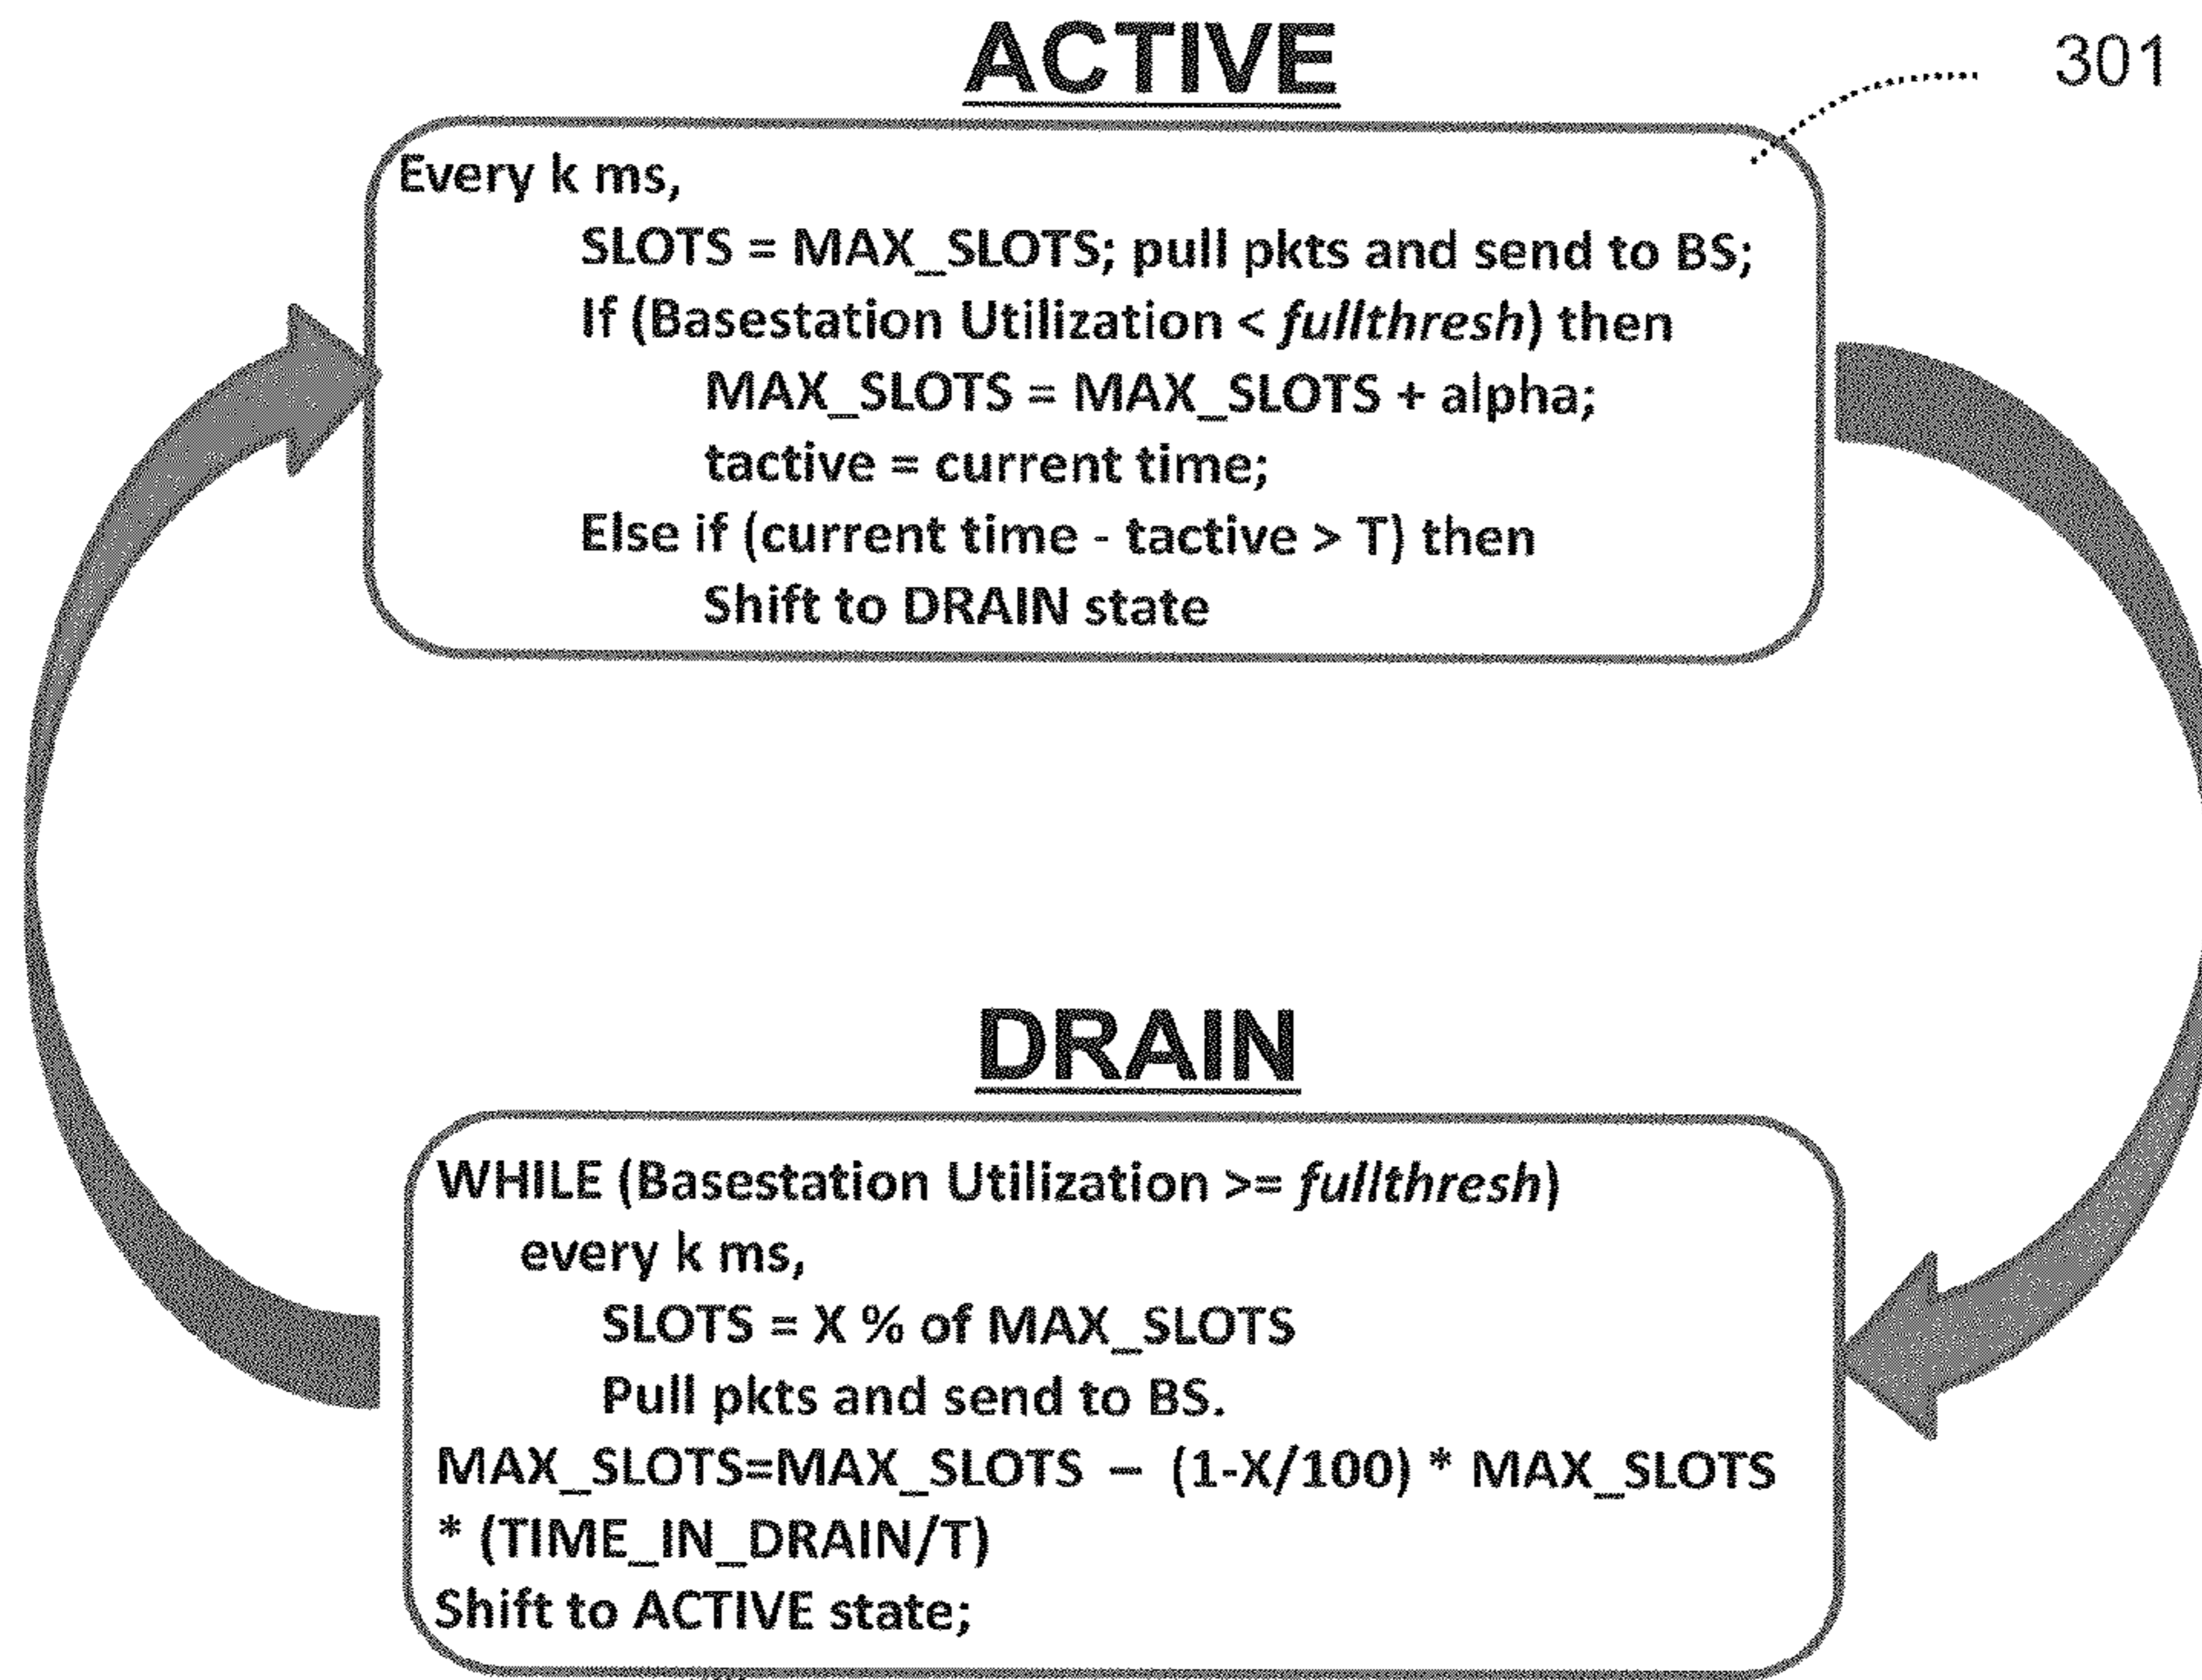 ACTIVE
301
Every k ms,
SLOTS = MAX_SLOTS; pull pkts and send to BS;
If (Basestation Utilization < fullthresh) then
MAX_SLOTS = MAX_SLOTS + alpha;
tactive = current time;
Else if (current time - tactive > T) then
Shift to DRAIN state
DRAIN
WHILE (Basestation Utilization >= fullthresh)
every k ms,
SLOTS = X % of MAX_SLOTS
Pull pkts and send to BS.
MAX_SLOTS=MAX_SLOTS – (1-X/100) * MAX_SLOTS
* (TIME_IN_DRAIN/T)
Shift to ACTIVE state;